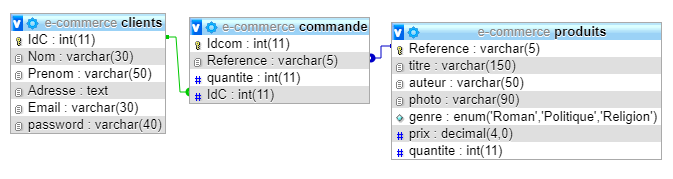 e-commerce clients
IdC : int(11)
Nom : varchar(30)
Prenom : varchar(50)
Adresse : text
Email : varchar(30)
password : varchar(40)
e-commerce commande
Idcom : int(11)
Reference : varchar(5)
quantite : int(11)
IdC : int(11)
e-commerce produits
Reference : varchar(5)
titre : varchar(150)
auteur : varchar(50)
photo : varchar(90)
genre : enum('Roman','Politique','Religion')
prix : decimal(4,0)
quantite : int(11)